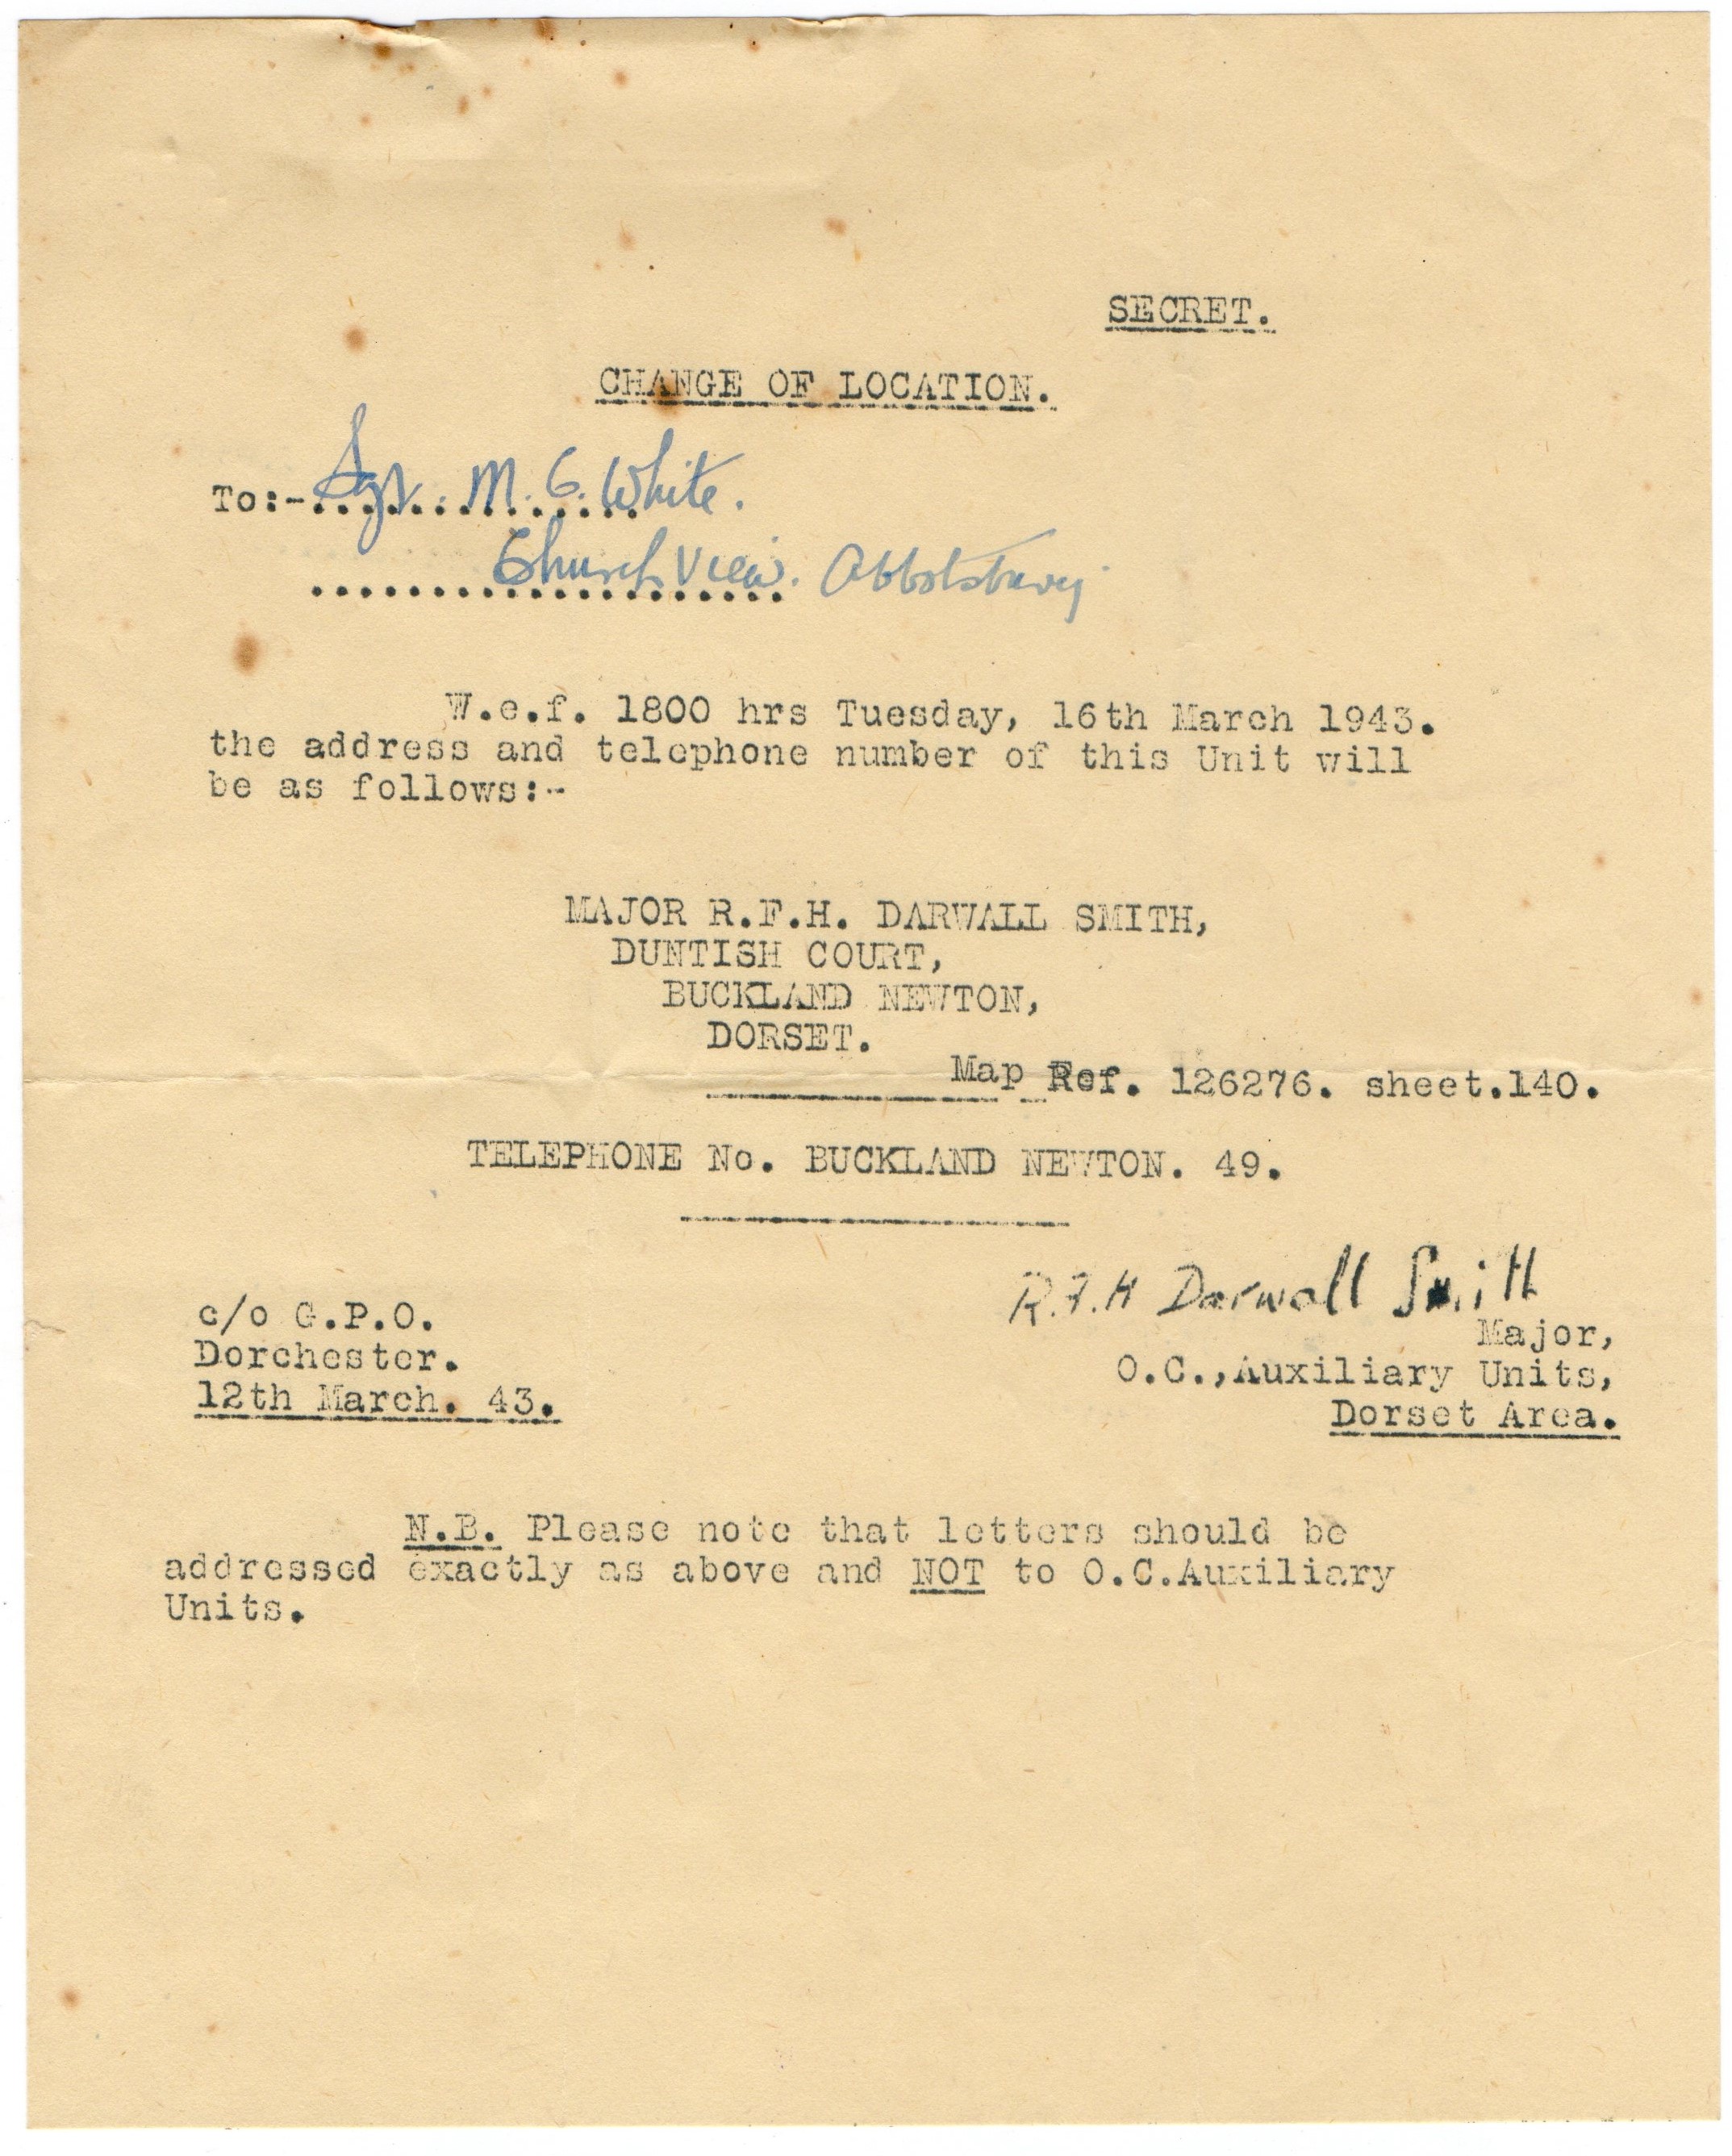 SECRET.
CHANGE OF LOCATION.
To:- Sgt. M. C. White.
Church View. Abbotsbury
W.e.f. 1800 hrs Tuesday, 16th March 1943.
the address and telephone number of this Unit will
be as follows:-
MAJOR R.F.H. DARWALL SMITH,
DUNTISH COURT,
BUCKLAND NEWTON,
DORSET.
Map Ref. 126276. sheet.140.
TELEPHONE No. BUCKLAND NEWTON. 49.
R.F.H Darwall Smith
c/o G.P.O.
Major,
Dorchester.
O.C.,Auxiliary Units,
12th March. 43.
Dorset Area.
N.B. Please note that letters should be
addressed exactly as above and NOT to O.C.Auxiliary
Units.